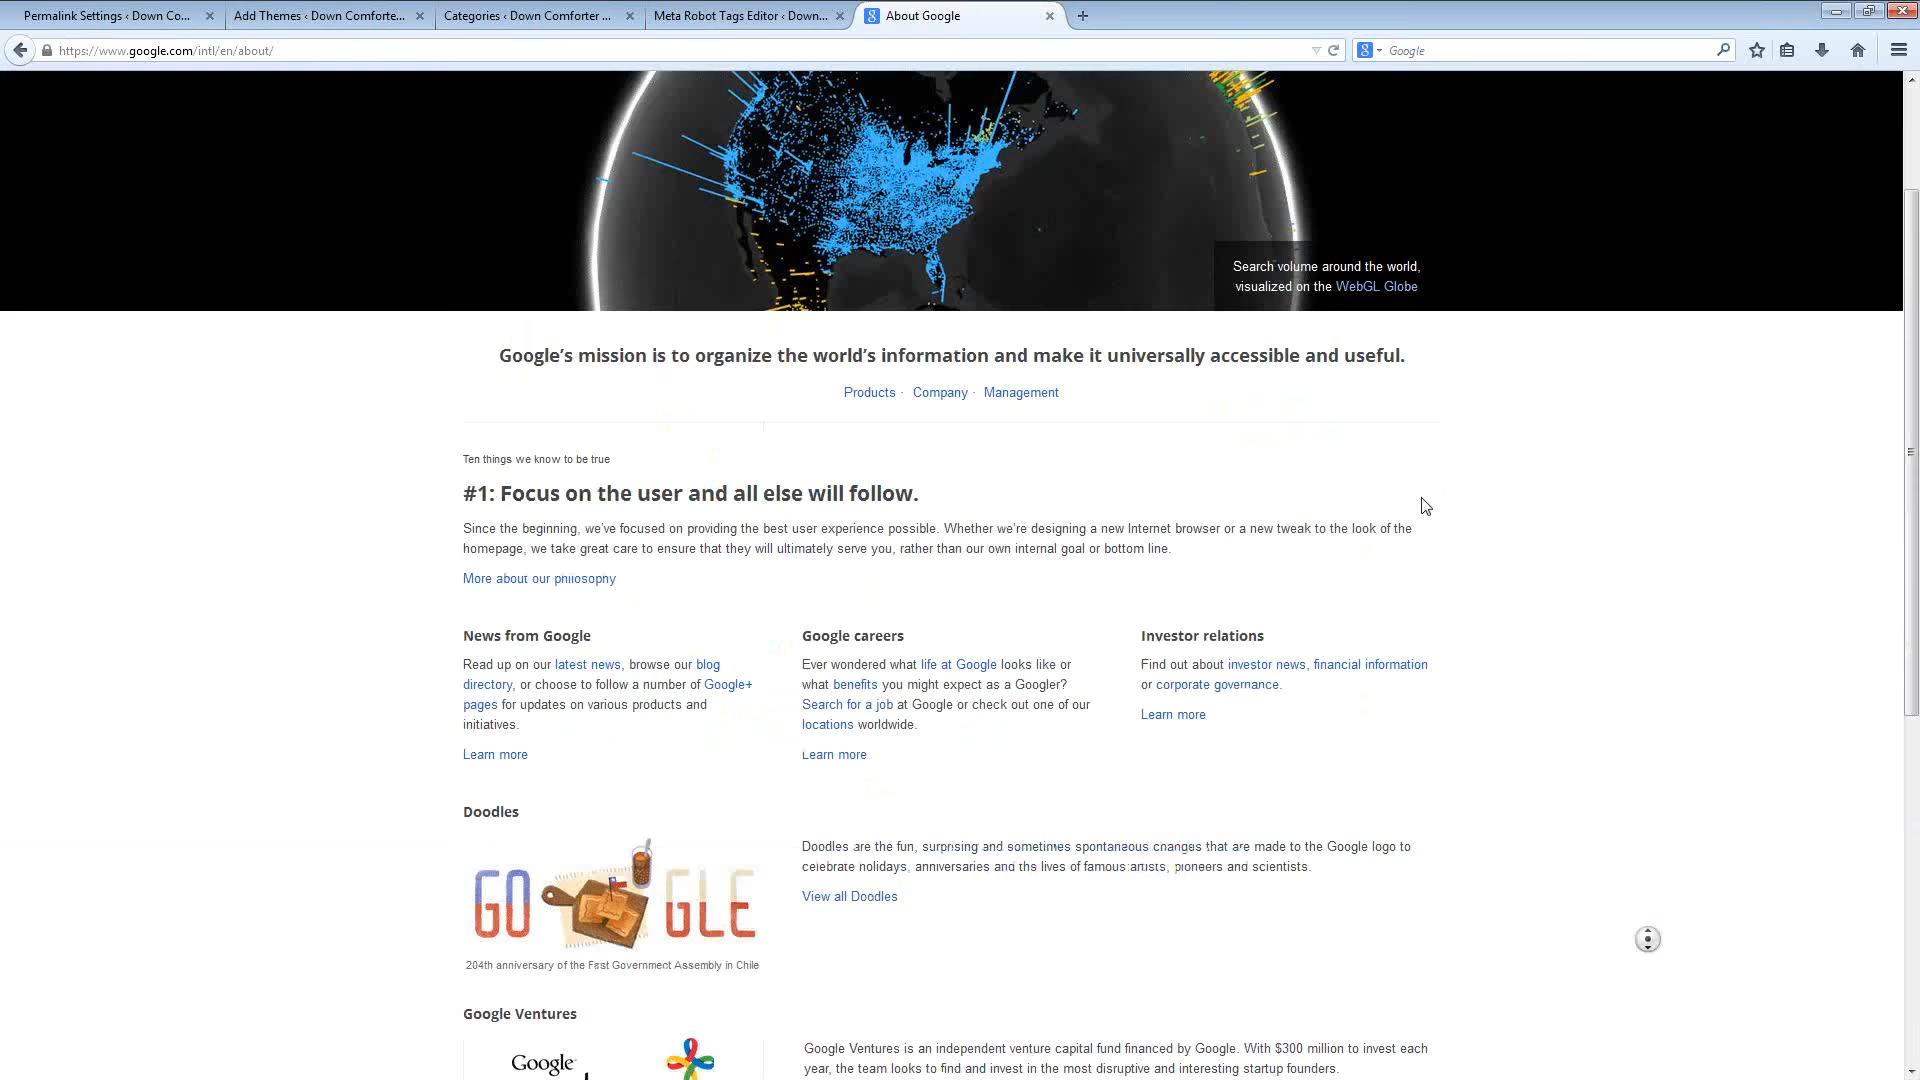 Permalink Settings ‹ Down Co...
Add Themes ‹ Down Comforte...
Categories ‹ Down Comforter ...
Meta Robot Tags Editor ‹ Down...
About Google
https://www.google.com/intl/en/about/
Google
Search volume around the world,
visualized on the WebGL Globe
Google's mission is to organize the world's information and make it universally accessible and useful.
Products · Company · Management
Ten things we know to be true
#1: Focus on the user and all else will follow.
Since the beginning, we've focused on providing the best user experience possible. Whether we're designing a new Internet browser or a new tweak to the look of the
homepage, we take great care to ensure that they will ultimately serve you, rather than our own internal goal or bottom line.
More about our philosophy
News from Google
Read up on our latest news, browse our blog
directory, or choose to follow a number of Google+
pages for updates on various products and
initiatives.
Learn more
Google careers
Ever wondered what life at Google looks like or
what benefits you might expect as a Googler?
Search for a job at Google or check out one of our
locations worldwide.
Learn more
Investor relations
Find out about investor news, financial information
or corporate governance.
Learn more
Doodles
GO GLE
204th anniversary of the First Government Assembly in Chile
Doodles are the fun, surprising and sometimes spontaneous changes that are made to the Google logo to
celebrate holidays, anniversaries and the lives of famous artists, pioneers and scientists.
View all Doodles
Google Ventures
Google
Google Ventures is an independent venture capital fund financed by Google. With $300 million to invest each
year, the team looks to find and invest in the most disruptive and interesting startup founders.